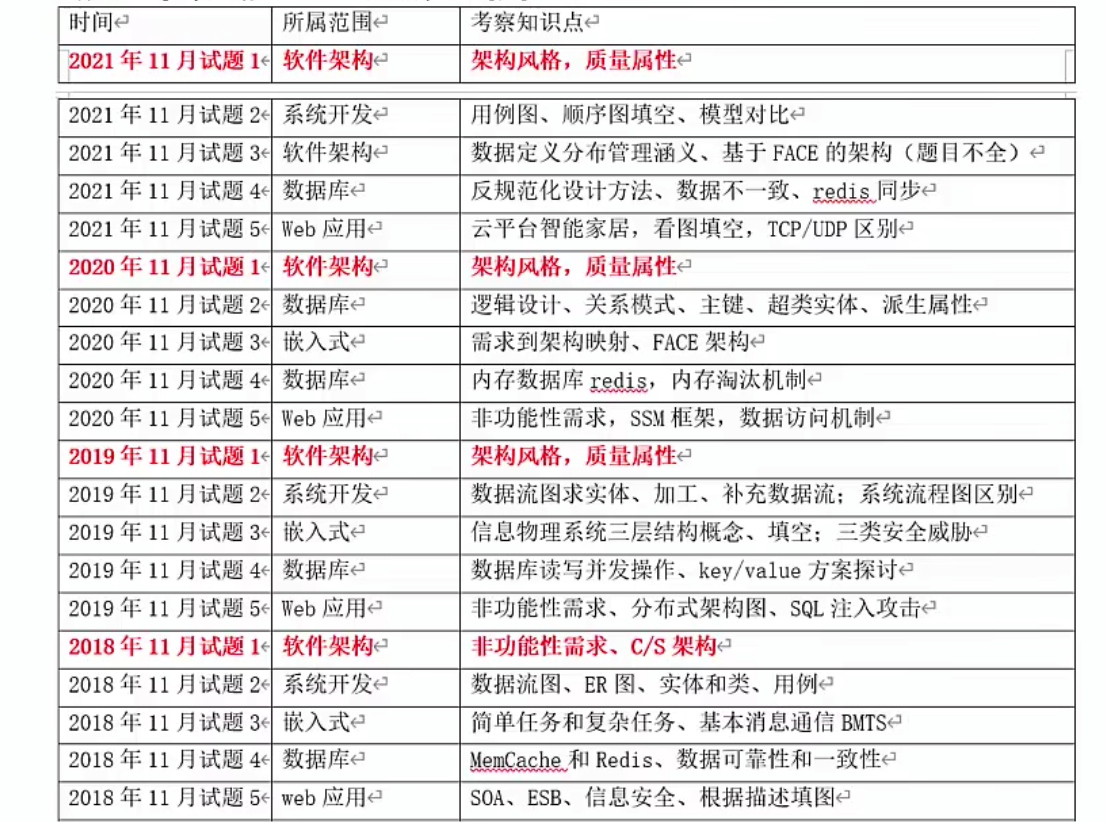 时间 所属范围 考察知识点
2021 年 11 月试题 1 软件架构 架构风格，质量属性
2021 年 11 月试题 2 系统开发 用例图、顺序图填空、模型对比
2021 年 11 月试题 3 软件架构 数据定义分布管理涵义、基于 FACE 的架构（题目不全）
2021 年 11 月试题 4 数据库 反规范化设计方法、数据不一致、redis 同步
2021 年 11 月试题 5 Web 应用 云平台智能家居，看图填空，TCP/UDP 区别
2020 年 11 月试题 1 软件架构 架构风格，质量属性
2020 年 11 月试题 2 数据库 逻辑设计、关系模式、主键、超类实体、派生属性
2020 年 11 月试题 3 嵌入式 需求到架构映射、FACE 架构
2020 年 11 月试题 4 数据库 内存数据库 redis，内存淘汰机制
2020 年 11 月试题 5 Web 应用 非功能性需求，SSM 框架，数据访问机制
2019 年 11 月试题 1 软件架构 架构风格，质量属性
2019 年 11 月试题 2 系统开发 数据流图求实体、加工、补充数据流；系统流程图区别
2019 年 11 月试题 3 嵌入式 信息物理系统三层结构概念、填空；三类安全威胁
2019 年 11 月试题 4 数据库 数据库读写并发操作、key/value 方案探讨
2019 年 11 月试题 5 Web 应用 非功能性需求、分布式架构图、SQL 注入攻击
2018 年 11 月试题 1 软件架构 非功能性需求、C/S 架构
2018 年 11 月试题 2 系统开发 数据流图、ER 图、实体和类、用例
2018 年 11 月试题 3 嵌入式 简单任务和复杂任务、基本消息通信 BMTS
2018 年 11 月试题 4 数据库 MemCache 和 Redis、数据可靠性和一致性
2018 年 11 月试题 5 web 应用 SOA、ESB、信息安全、根据描述填图